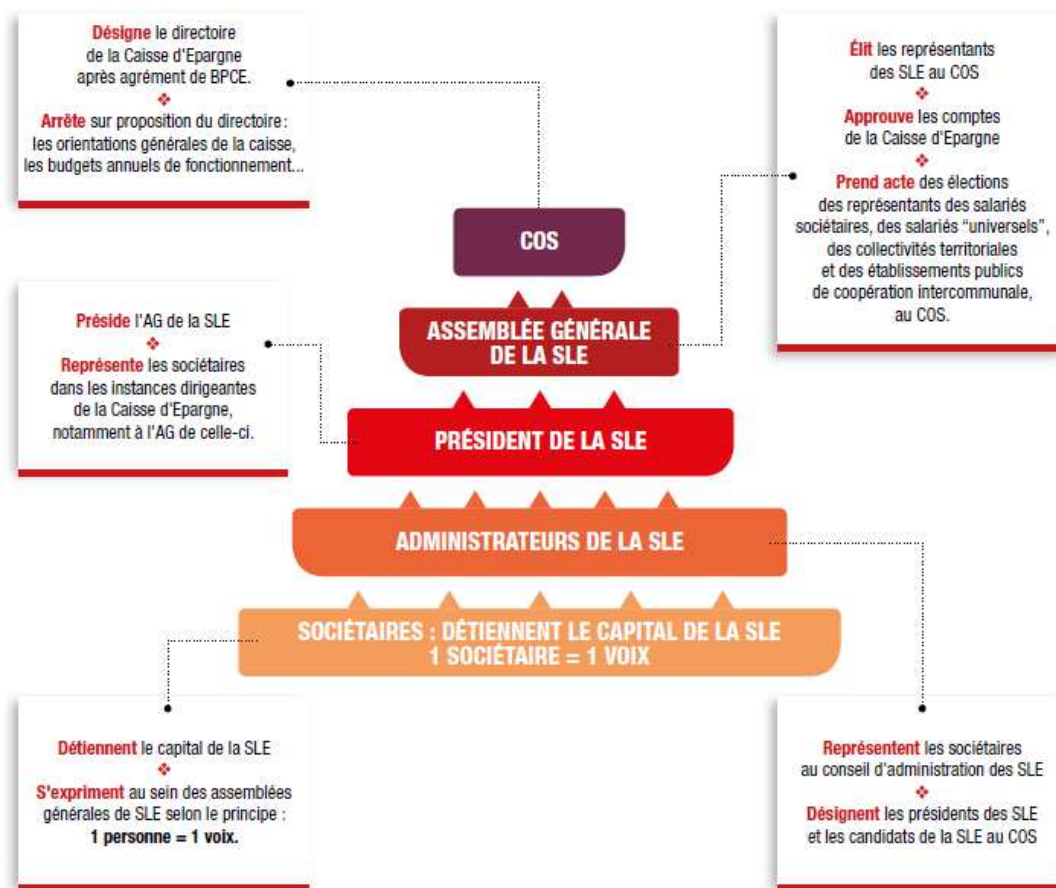 Désigne le directoire
de la Caisse d'Epargne
après agrément de BPCE.
Arrête sur proposition du directoire :
les orientations générales de la caisse,
les budgets annuels de fonctionnement...
Élit les représentants
des SLE au COS
Approuve les comptes
de la Caisse d'Epargne
Prend acte des élections
des représentants des salariés
sociétaires, des salariés "universels",
des collectivités territoriales
et des établissements publics
de coopération intercommunale,
au COS.
COS
ASSEMBLÉE GÉNÉRALE
DE LA SLE
Préside l'AG de la SLE
Représente les sociétaires
dans les instances dirigeantes
de la Caisse d'Epargne,
notamment à l'AG de celle-ci.
PRÉSIDENT DE LA SLE
ADMINISTRATEURS DE LA SLE
SOCIÉTAIRES : DÉTIENNENT LE CAPITAL DE LA SLE
1 SOCIÉTAIRE = 1 VOIX
Détiennent le capital de la SLE
S'expriment au sein des assemblées
générales de SLE selon le principe :
1 personne = 1 voix.
Représentent les sociétaires
au conseil d'administration des SLE
Désignent les présidents des SLE
et les candidats de la SLE au COS